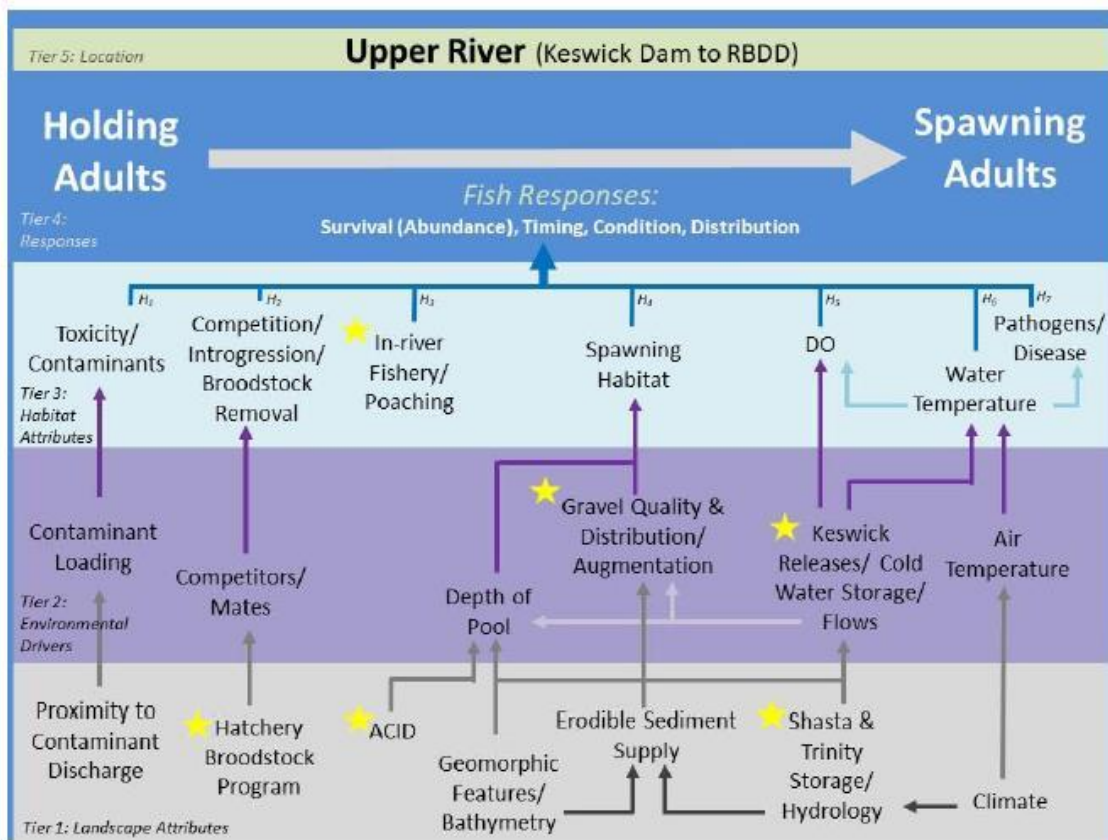 Tier 5: Location
Upper River (Keswick Dam to RBDD)
Holding
Adults
Spawning
Adults
Fish Responses:
Survival (Abundance), Timing, Condition, Distribution
Tier 4:
Responses
H1
H2
H3
H4
H5
H6
H7
Toxicity/
Contaminants
Competition/
Introgression/
Broodstock
Removal
In-river
Fishery/
Poaching
Spawning
Habitat
DO
Water
Temperature
Pathogens/
Disease
Tier 3:
Habitat
Attributes
Contaminant
Loading
Competitors/
Mates
Depth of
Pool
Gravel Quality &
Distribution/
Augmentation
Keswick
Releases/ Cold
Water Storage/
Flows
Air
Temperature
Tier 2:
Environmental
Drivers
Proximity to
Contaminant
Discharge
Hatchery
Broodstock
Program
ACID
Geomorphic
Features/
Bathymetry
Erodible Sediment
Supply
Shasta &
Trinity
Storage/
Hydrology
Climate
Tier 1: Landscape Attributes